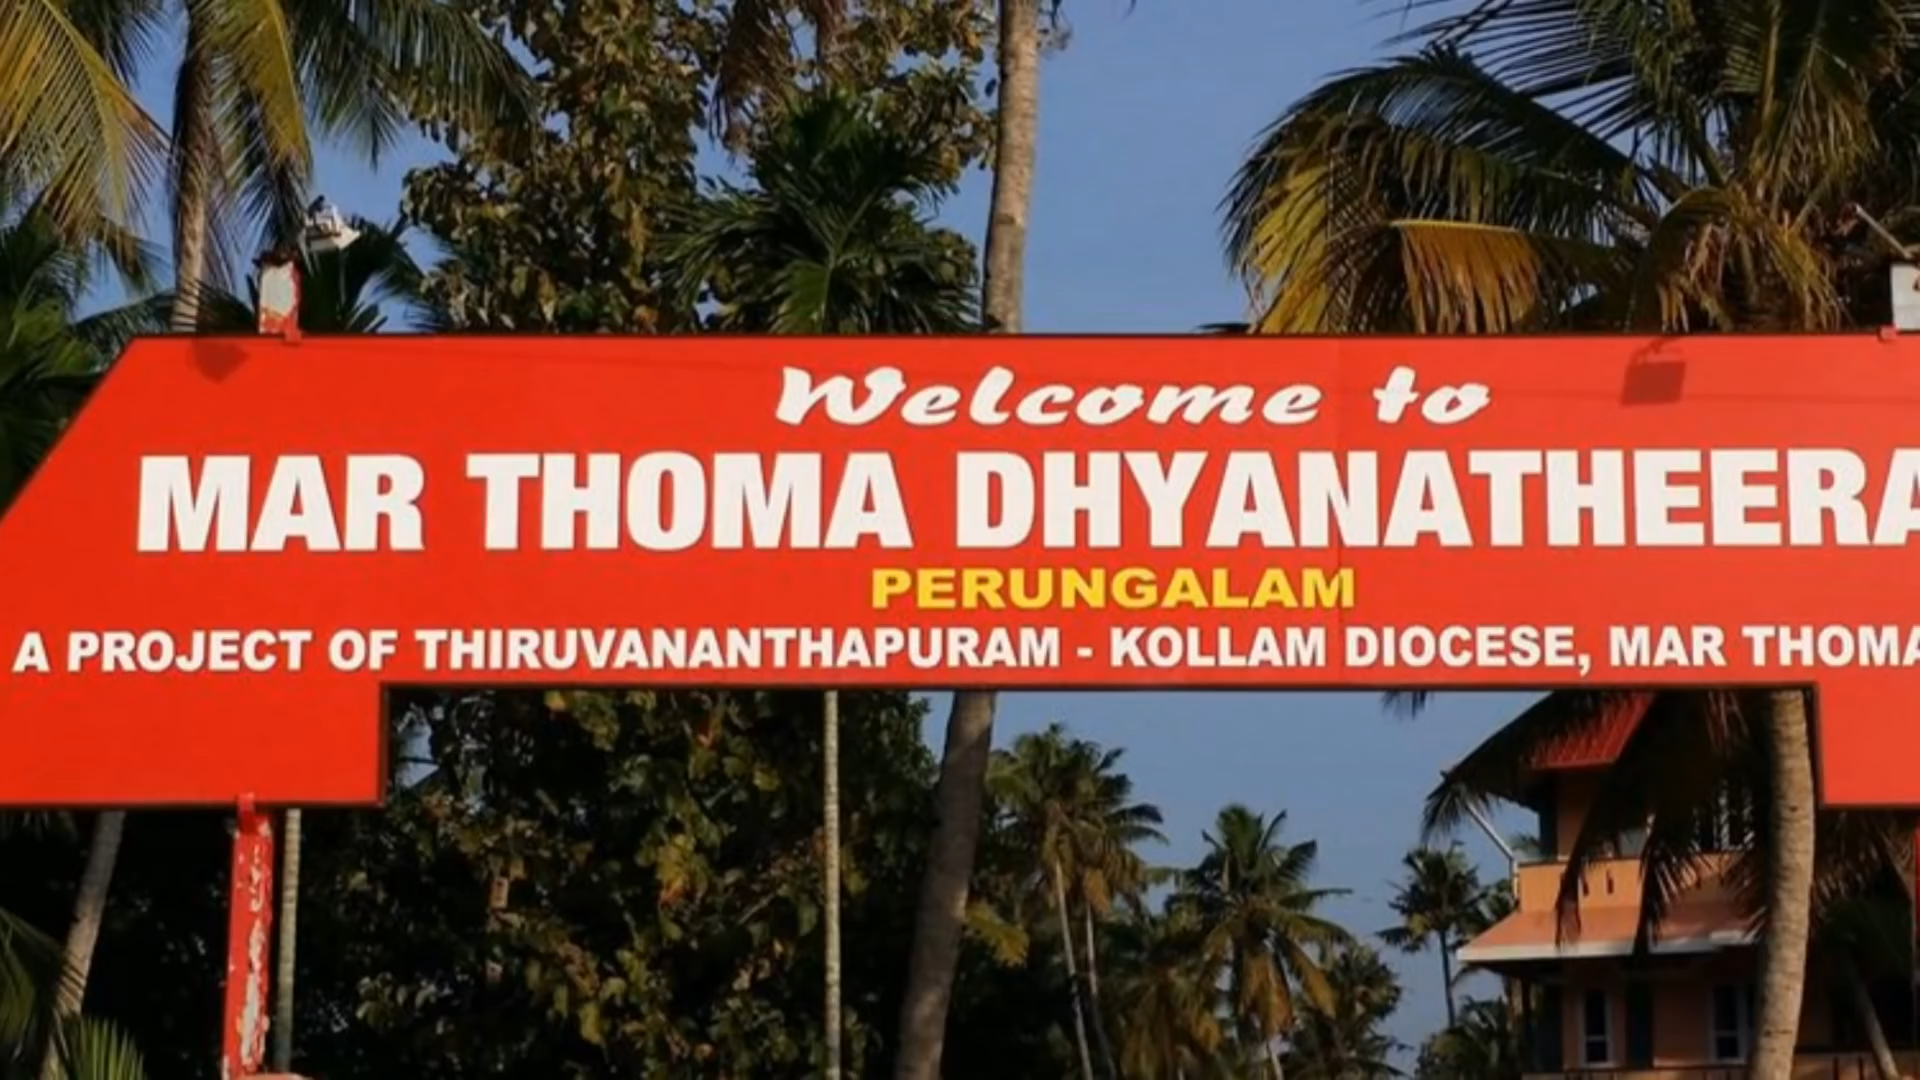 Welcome to
MAR THOMA DHYANATHEERA
PERUNGALAM
A PROJECT OF THIRUVANANTHAPURAM - KOLLAM DIOCESE, MAR THOMA